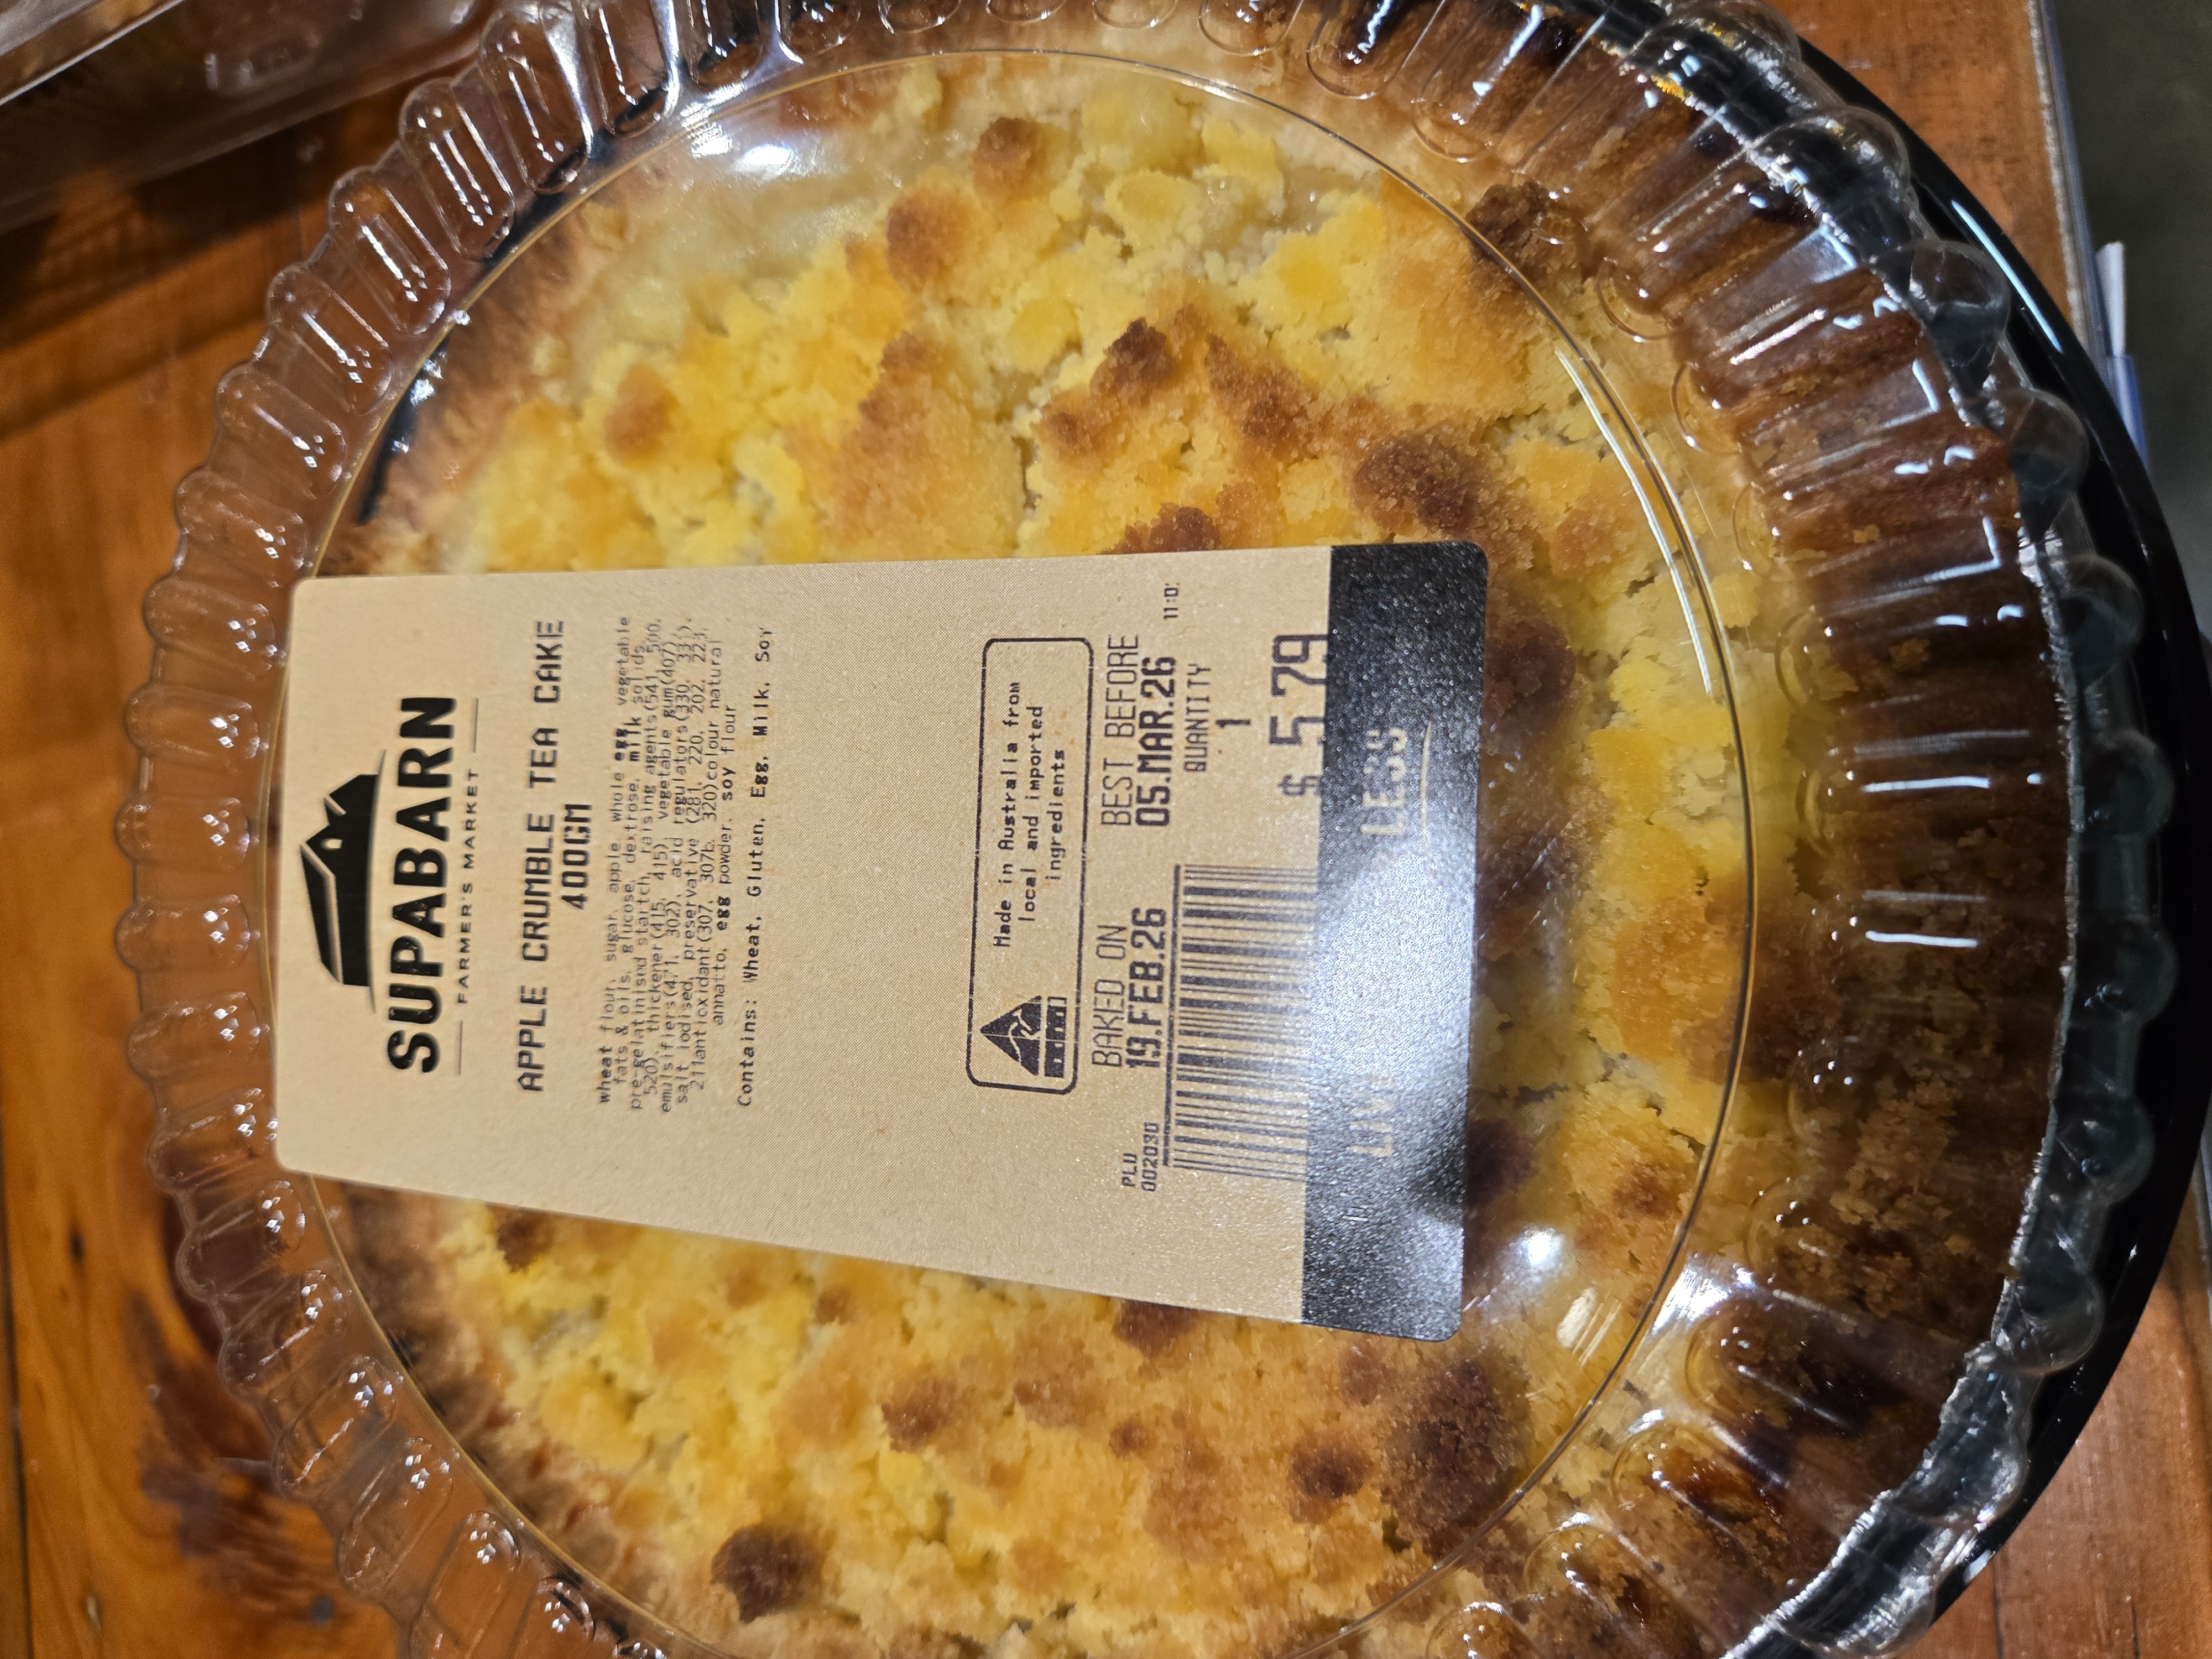 SUPABARN
FARMER'S MARKET
APPLE CRUMBLE TEA CAKE
400GM
wheat flour, sugar, apple, whole egg, vegetable
fats & oils, glucose, dextrose, milk solids,
pre-gelatinised starch, raising agents(541, 500,
520), thickener(415, 415), vegetable gum(407),
emulsifiers(471, 302), acid regulators(330, 331),
salt iodised, preservative (281, 220, 202, 223,
211antioxidant(307, 307b, 320)colour natural
annatto, egg powder, soy flour
Contains: Wheat, Gluten, Egg, Milk, Soy
Made in Australia from
local and imported
ingredients
BAKED ON
19.FEB.26
BEST BEFORE
05.MAR.26
11:0
PLU
002030
QUANTITY
1
$ 5.79
LIVE LESS